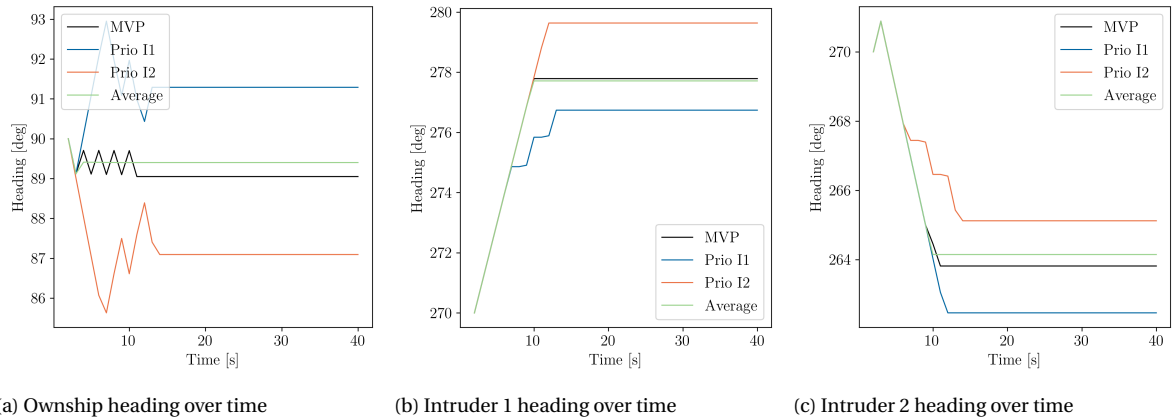 93
92
91
90
89
88
87
86
Heading [deg]
10
20
30
40
Time [s]
MVP
Prio I1
Prio I2
Average
280
278
276
274
272
270
Heading [deg]
10
20
30
40
Time [s]
MVP
Prio I1
Prio I2
Average
270
268
266
264
Heading [deg]
10
20
30
40
Time [s]
MVP
Prio I1
Prio I2
Average
(a) Ownship heading over time
(b) Intruder 1 heading over time
(c) Intruder 2 heading over time